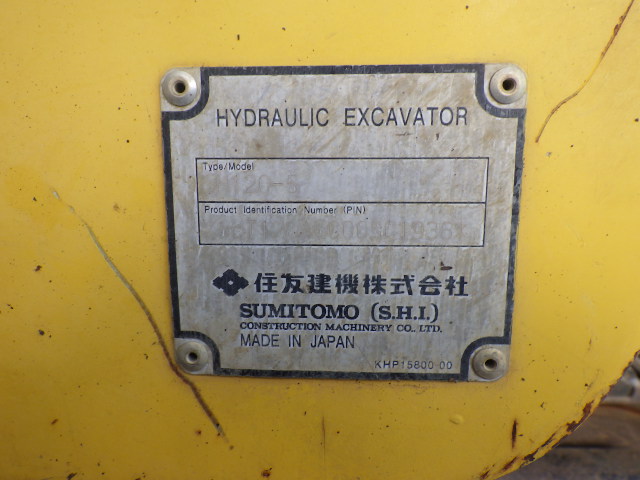 HYDRAULIC EXCAVATOR
Type/Model
Product Identification Number (PIN)
住友建機株式会社
SUMITOMO (S.H.I.)
CONSTRUCTION MACHINERY CO., LTD.
MADE IN JAPAN
KHP15800-00